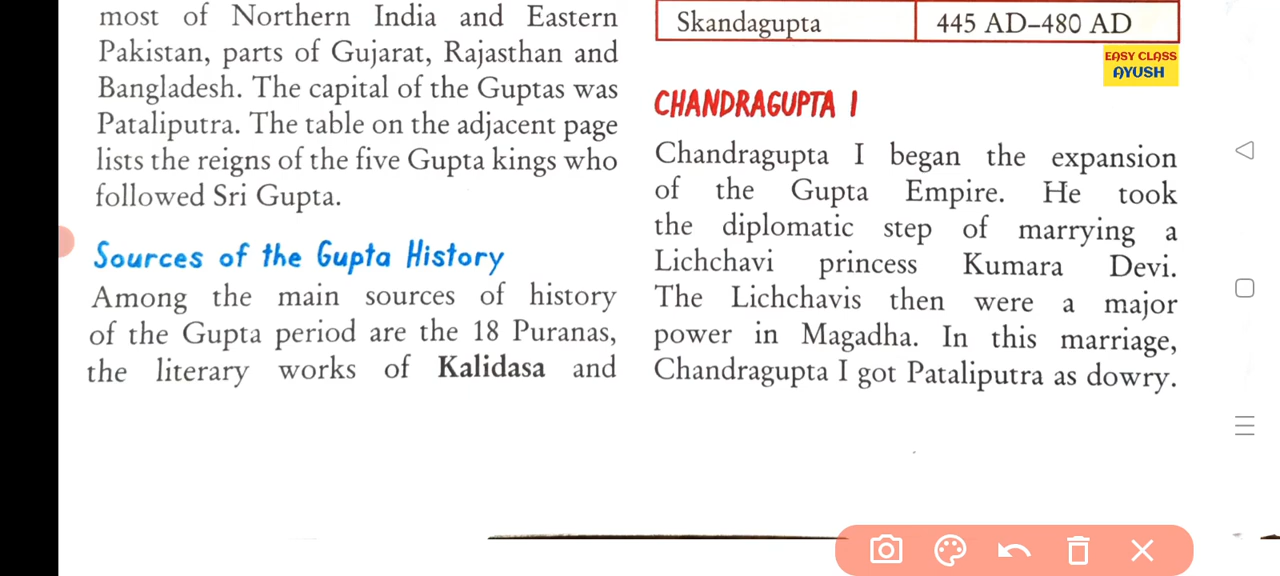 most of Northern India and Eastern
Pakistan, parts of Gujarat, Rajasthan and
Bangladesh. The capital of the Guptas was
Pataliputra. The table on the adjacent page
lists the reigns of the five Gupta kings who
followed Sri Gupta.
Sources of the Gupta History
Among the main sources of history
of the Gupta period are the 18 Puranas,
the literary works of Kalidasa and
Skandagupta 445 AD–480 AD
EASY CLASS
AYUSH
CHANDRAGUPTA I
Chandragupta I began the expansion
of the Gupta Empire. He took
the diplomatic step of marrying a
Lichchavi princess Kumara Devi.
The Lichchavis then were a major
power in Magadha. In this marriage,
Chandragupta I got Pataliputra as dowry.